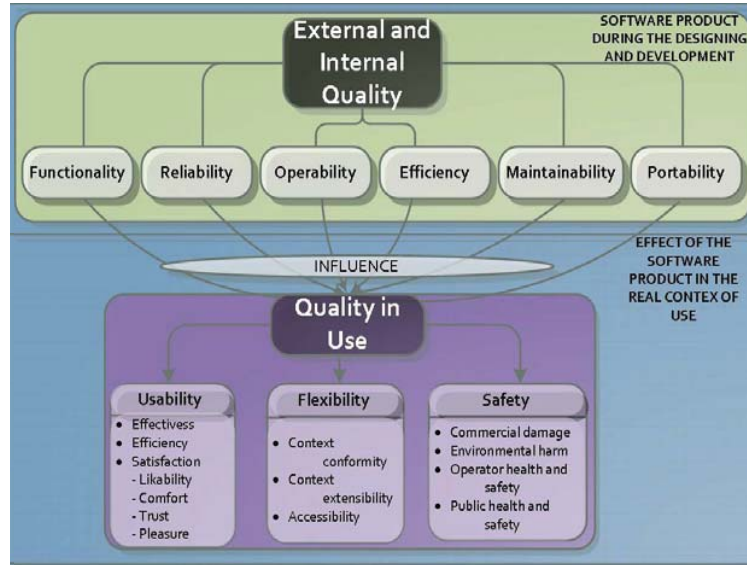 External and
Internal
Quality
SOFTWARE PRODUCT
DURING THE DESIGNING
AND DEVELOPMENT
Functionality
Reliability
Operability
Efficiency
Maintainability
Portability
EFFECT OF THE
SOFTWARE
PRODUCT IN THE
REAL CONTEX OF
USE
INFLUENCE
Quality in
Use
Usability
• Effectivess
• Efficiency
• Satisfaction
- Likability
- Comfort
- Trust
- Pleasure
Flexibility
• Context
conformity
• Context
extensibility
• Accessibility
Safety
• Commercial damage
• Environmental harm
• Operator health and
safety
• Public health and
safety